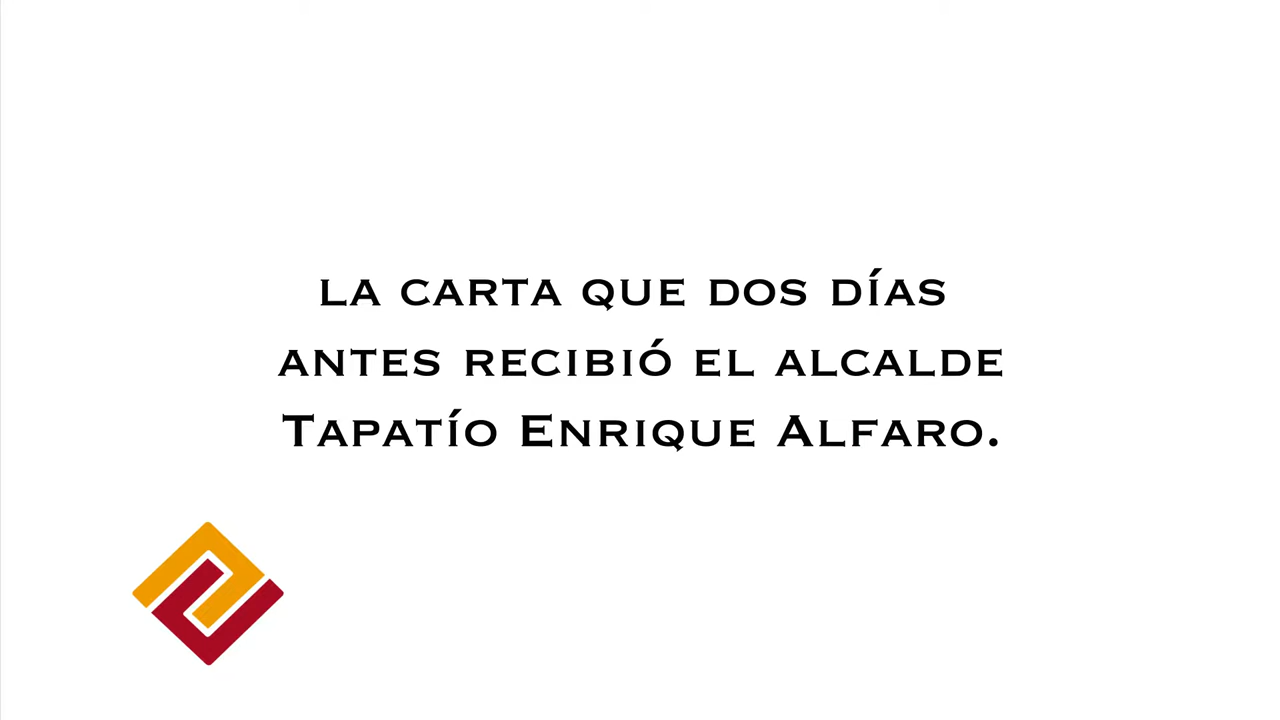 LA CARTA QUE DOS DÍAS
ANTES RECIBIÓ EL ALCALDE
TAPATÍO ENRIQUE ALFARO.